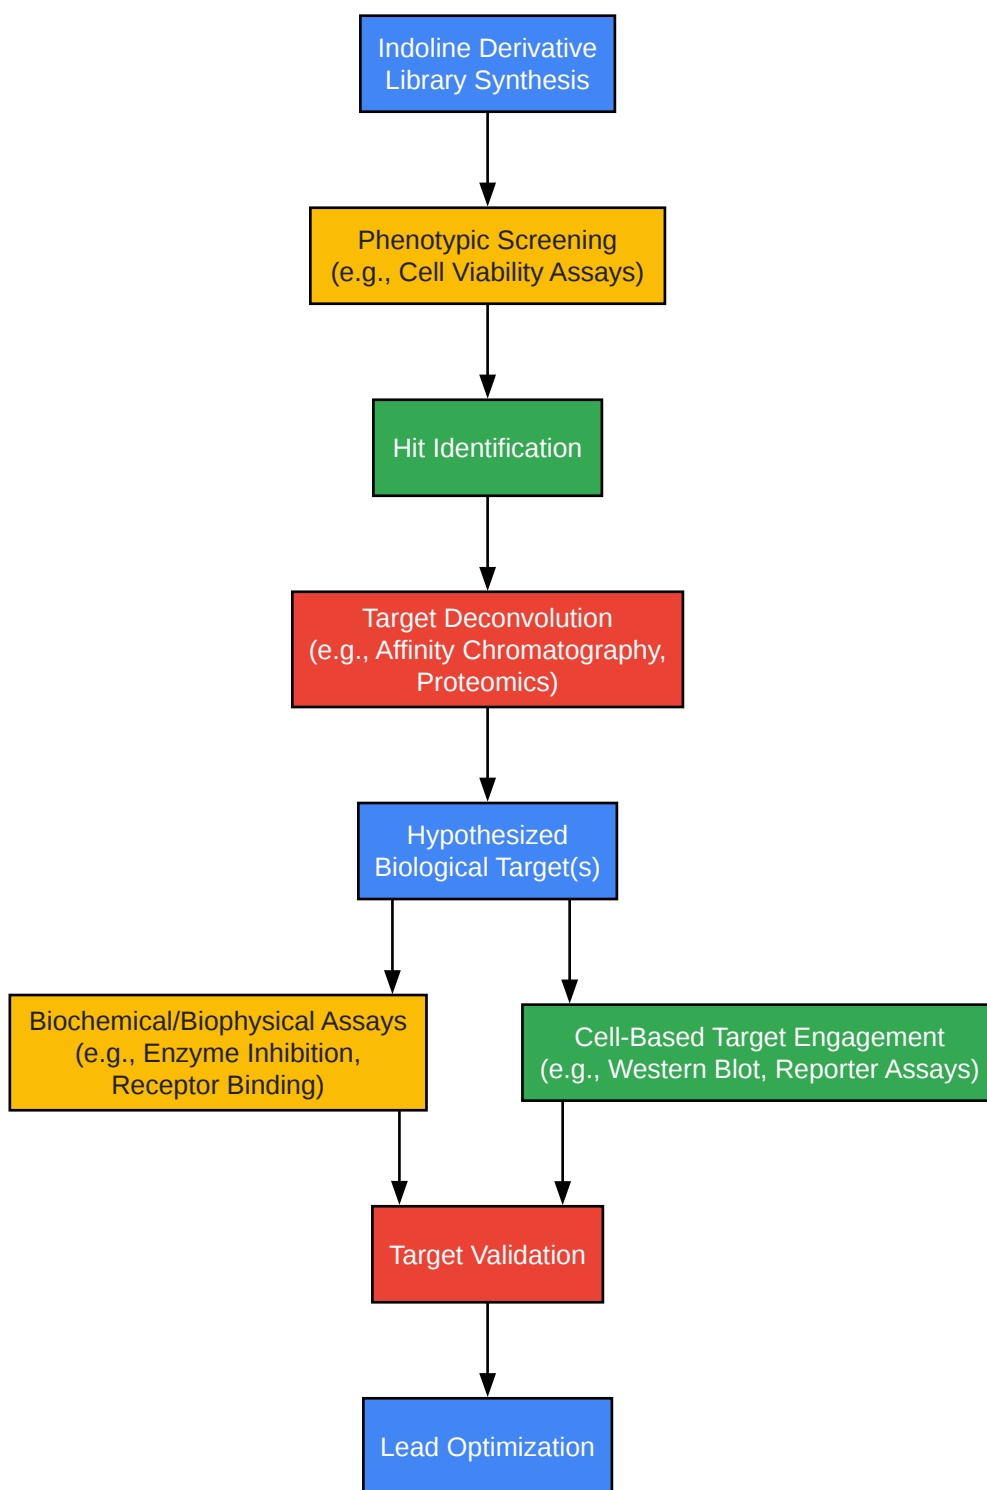 Indoline Derivative
Library Synthesis
Phenotypic Screening
(e.g., Cell Viability Assays)
Hit Identification
Target Deconvolution
(e.g., Affinity Chromatography,
Proteomics)
Hypothesized
Biological Target(s)
Biochemical/Biophysical Assays
(e.g., Enzyme Inhibition,
Receptor Binding)
Cell-Based Target Engagement
(e.g., Western Blot, Reporter Assays)
Target Validation
Lead Optimization